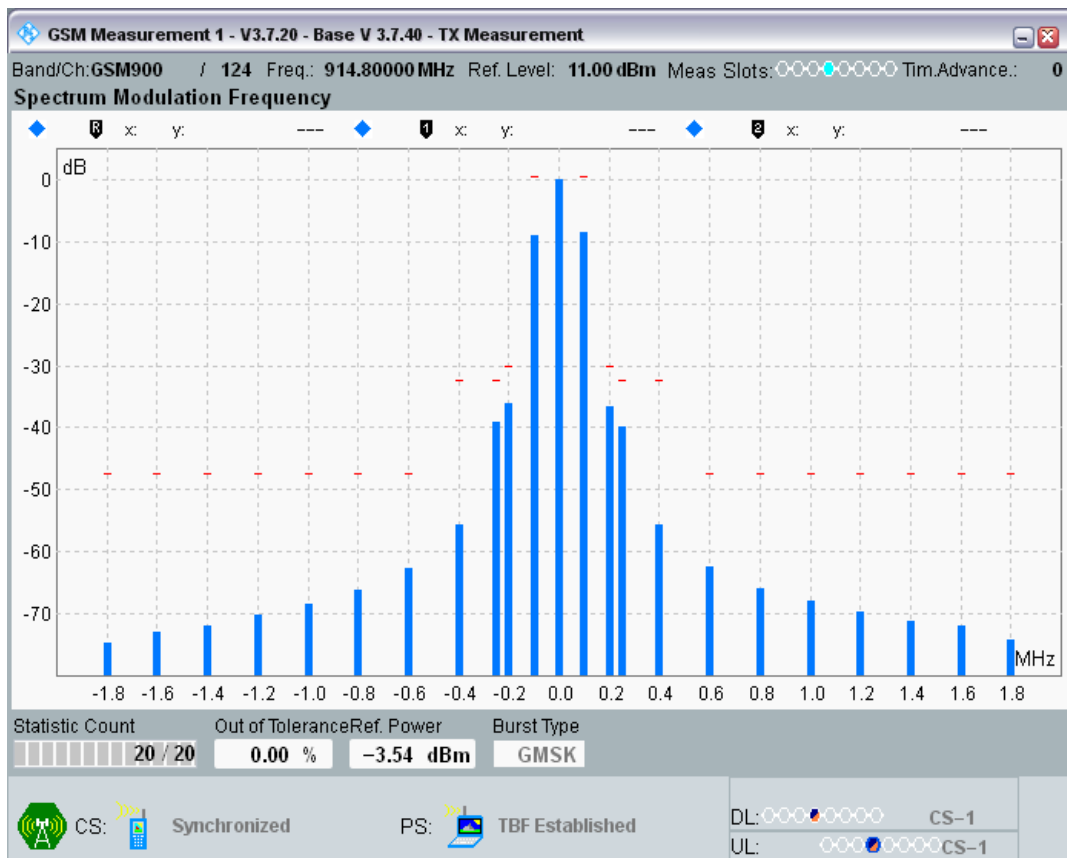 GSM Measurement 1 - V3.7.20 - Base V 3.7.40 - TX Measurement
Band/Ch:GSM900 / 124 Freq.: 914.80000 MHz Ref. Level: 11.00 dBm Meas Slots: Tim.Advance.: 0
Spectrum Modulation Frequency
R x: y: --- 1 x: y: --- 2 x: y: ---
dB
0
-10
-20
-30
-40
-50
-60
-70
MHz
-1.8 -1.6 -1.4 -1.2 -1.0 -0.8 -0.6 -0.4 -0.2 0.0 0.2 0.4 0.6 0.8 1.0 1.2 1.4 1.6 1.8
Statistic Count Out of Tolerance Ref. Power Burst Type
20 / 20 0.00 % −3.54 dBm GMSK
CS: Synchronized PS: TBF Established DL: CS−1
UL: CS−1